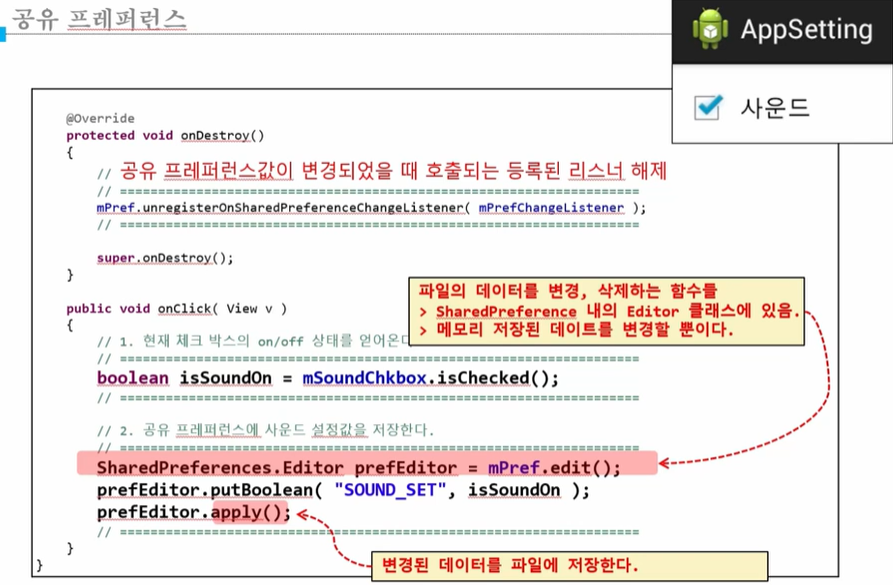 공유 프레퍼런스
AppSetting
사운드
@Override
protected void onDestroy()
{
// 공유 프레퍼런스값이 변경되었을 때 호출되는 등록된 리스너 해제
// ====================================================================
mPref.unregisterOnSharedPreferenceChangeListener( mPrefChangeListener );
// ====================================================================
super.onDestroy();
}
public void onClick( View v )
{
// 1. 현재 체크 박스의 on/off 상태를 얻어온다
// ====================================================================
boolean isSoundOn = mSoundChkbox.isChecked();
// ====================================================================
// 2. 공유 프레퍼런스에 사운드 설정값을 저장한다.
// ====================================================================
SharedPreferences.Editor prefEditor = mPref.edit();
prefEditor.putBoolean( "SOUND_SET", isSoundOn );
prefEditor.apply();
// ====================================================================
}
}
파일의 데이터를 변경, 삭제하는 함수들
> SharedPreference 내의 Editor 클래스에 있음.
> 메모리 저장된 데이트를 변경할 뿐이다.
변경된 데이터를 파일에 저장한다.